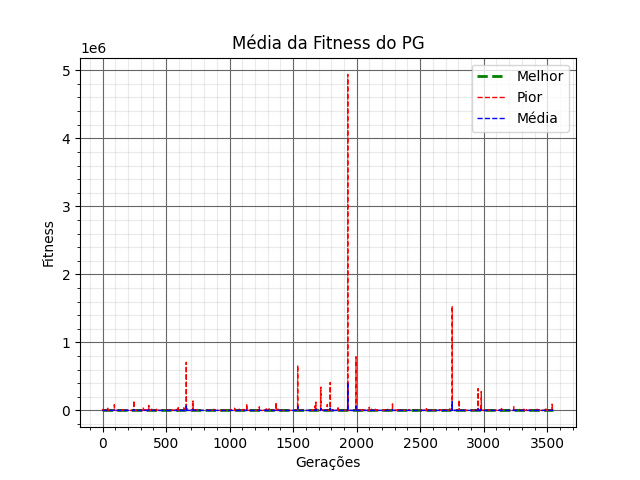 Média da Fitness do PG
1e6
Melhor
Pior
Média
5
4
3
2
1
0
Fitness
0 500 1000 1500 2000 2500 3000 3500
Gerações